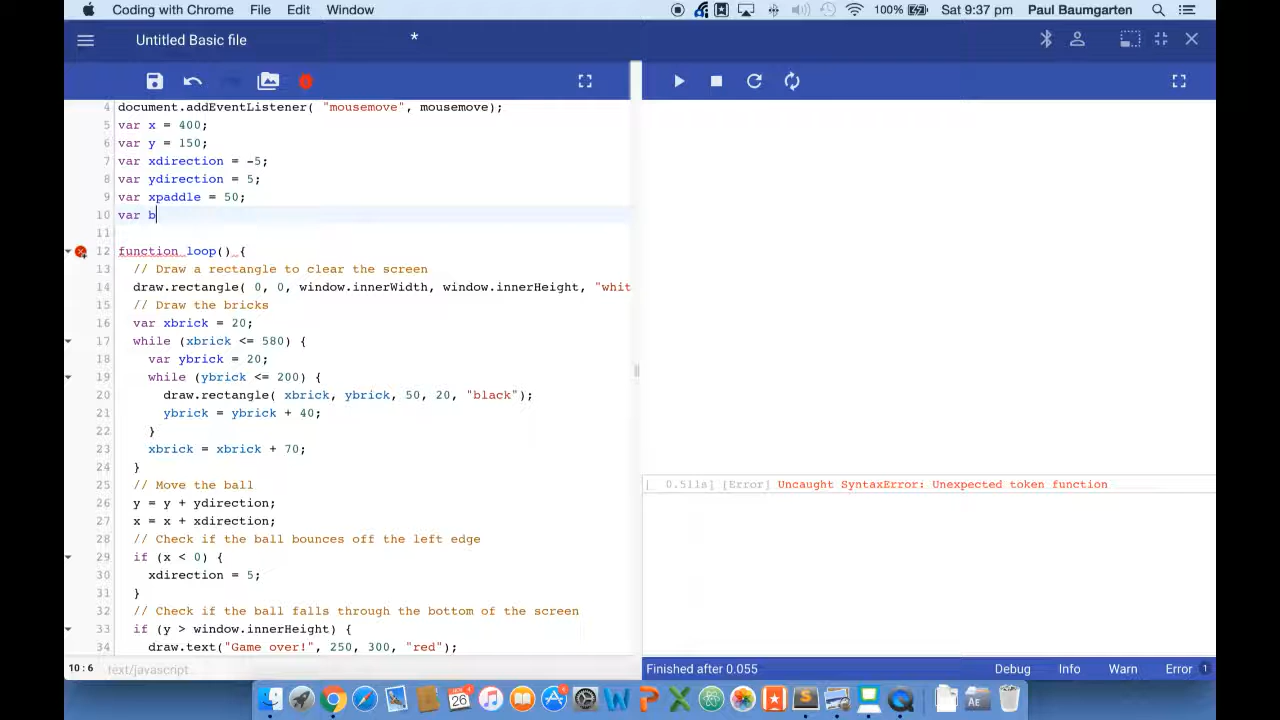 Coding with Chrome File Edit Window 100% Sat 9:37 pm Paul Baumgarten
Untitled Basic file *
4 document.addEventListener( "mousemove", mousemove);
5 var x = 400;
6 var y = 150;
7 var xdirection = -5;
8 var ydirection = 5;
9 var xpaddle = 50;
10 var b
11
12 function loop() {
13 // Draw a rectangle to clear the screen
14 draw.rectangle( 0, 0, window.innerWidth, window.innerHeight, "whit
15 // Draw the bricks
16 var xbrick = 20;
17 while (xbrick <= 580) {
18 var ybrick = 20;
19 while (ybrick <= 200) {
20 draw.rectangle( xbrick, ybrick, 50, 20, "black");
21 ybrick = ybrick + 40;
22 }
23 xbrick = xbrick + 70;
24 }
25 // Move the ball
26 y = y + ydirection;
27 x = x + xdirection;
28 // Check if the ball bounces off the left edge
29 if (x < 0) {
30 xdirection = 5;
31 }
32 // Check if the ball falls through the bottom of the screen
33 if (y > window.innerHeight) {
34 draw.text("Game over!", 250, 300, "red");
10:6 text/javascript
[ 0.511s] [Error] Uncaught SyntaxError: Unexpected token function
Finished after 0.055 Debug Info Warn Error 1
26